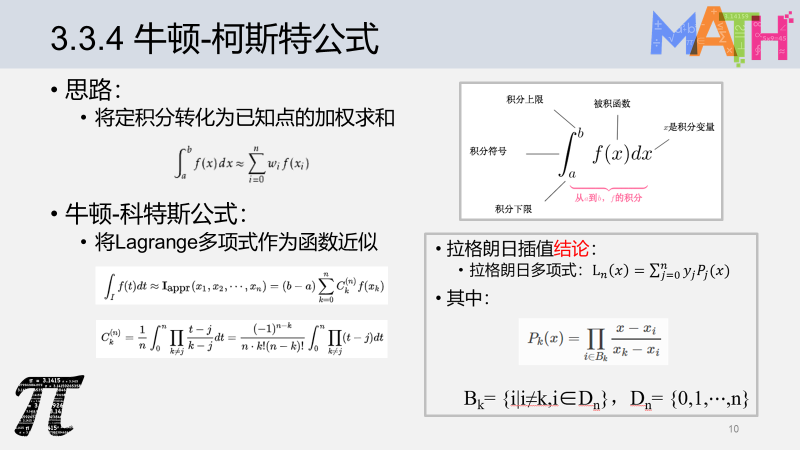 3.3.4 牛顿-柯斯特公式
MATH
• 思路：
• 将定积分转化为已知点的加权求和
$\int_a^b f(x)dx \approx \sum_{i=0}^{n} w_i f(x_i)$
• 牛顿-科特斯公式：
• 将Lagrange多项式作为函数近似
$\int_I f(t)dt \approx \mathbf{I}_{\mathrm{appr}}(x_1, x_2, \cdots, x_n) = (b-a)\sum_{k=0}^{n} C_k^{(n)} f(x_k)$
$C_k^{(n)} = \frac{1}{n}\int_0^n \prod_{k \neq j} \frac{t-j}{k-j} dt = \frac{(-1)^{n-k}}{n \cdot k!(n-k)!}\int_0^n \prod_{k \neq j}(t-j)dt$
积分上限
被积函数
x是积分变量
积分符号
$\int_a^b f(x)dx$
从a到b，f的积分
积分下限
• 拉格朗日插值结论：
• 拉格朗日多项式：$L_n(x) = \sum_{j=0}^{n} y_j P_j(x)$
• 其中：
$P_k(x) = \prod_{i \in B_k} \frac{x-x_i}{x_k-x_i}$
$B_k$= {i|i≠k,i∈$D_n$}，$D_n$= {0,1,⋯,n}
π = 3.1415
10